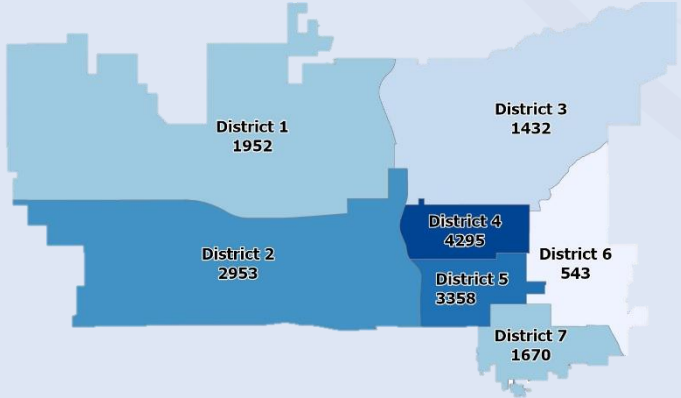 District 1
1952
District 3
1432
District 4
4295
District 2
2953
District 6
543
District 5
3358
District 7
1670